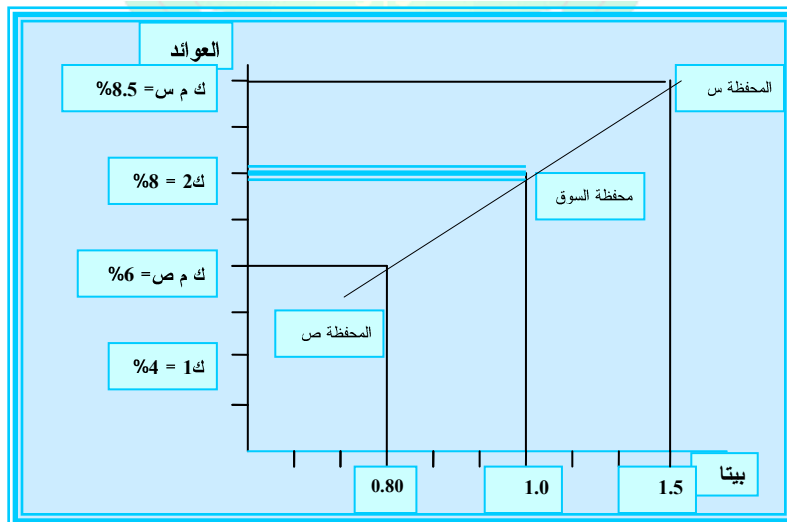 العوائد
ك م س= 8.5%
المحفظة س
ك2 = 8%
محفظة السوق
ك م ص= 6%
المحفظة ص
ك1 = 4%
0.80
1.0
1.5
بيتا